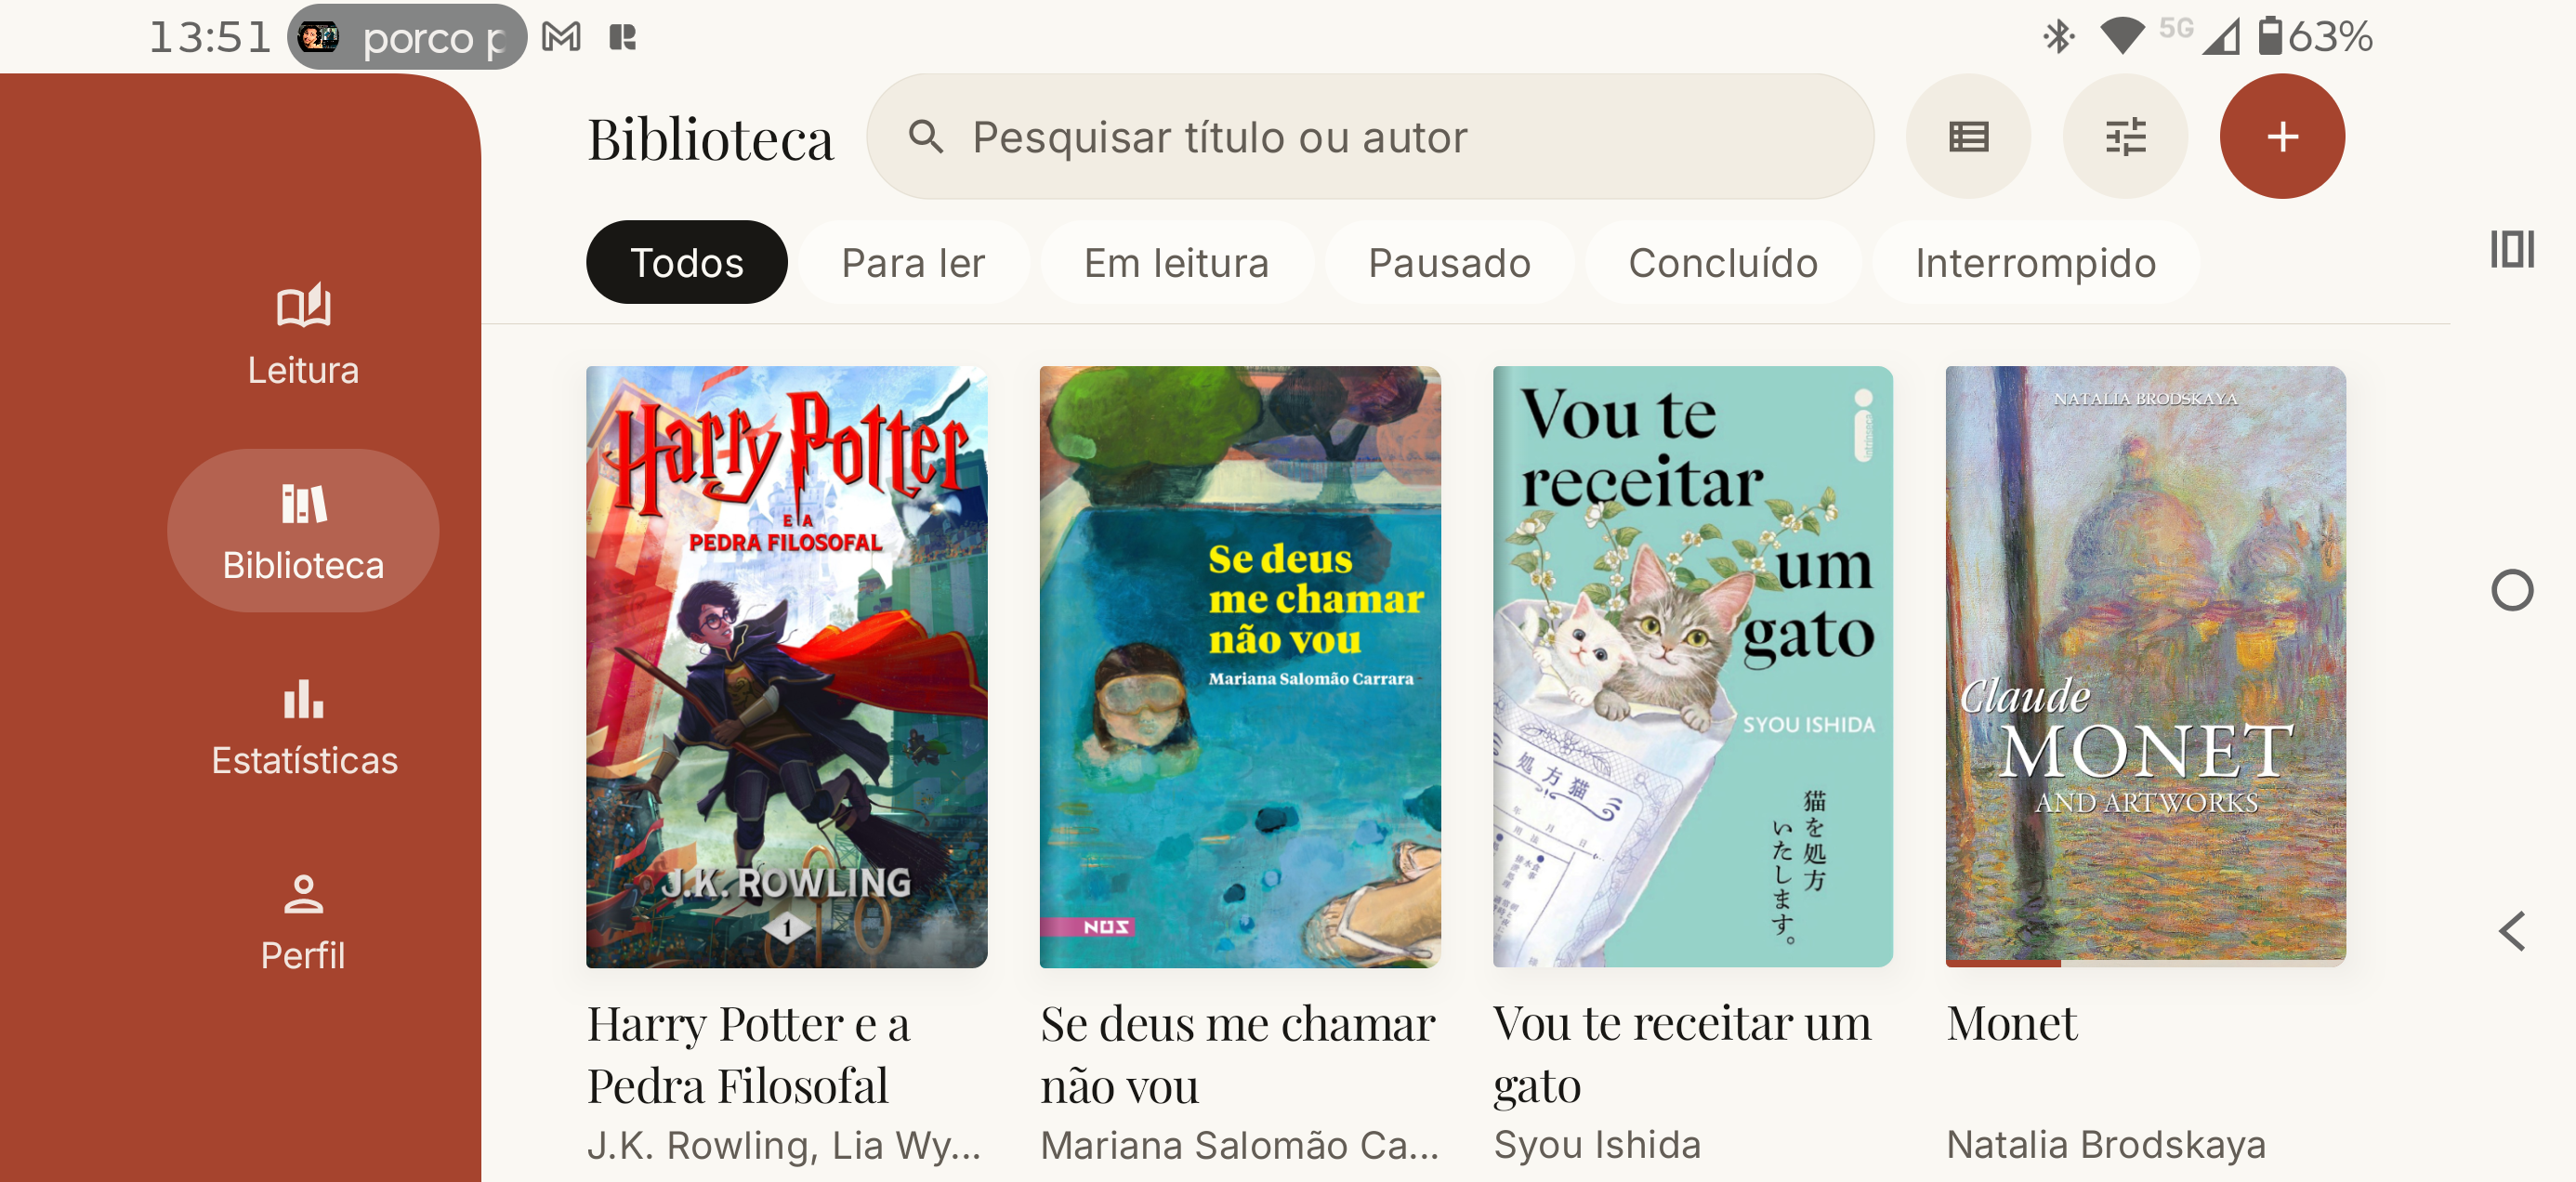 13:51
porco p
5G
63%
Biblioteca
Pesquisar título ou autor
Todos
Para ler
Em leitura
Pausado
Concluído
Interrompido
Leitura
Biblioteca
Estatísticas
Perfil
Harry Potter
E A
PEDRA FILOSOFAL
J.K. ROWLING
1
Harry Potter e a
Pedra Filosofal
J.K. Rowling, Lia Wy...
Se deus
me chamar
não vou
Mariana Salomão Carrara
NOS
Se deus me chamar
não vou
Mariana Salomão Ca...
Vou te
receitar
um
gato
SYOU ISHIDA
処方猫
猫を処方
いたします。
Vou te receitar um
gato
Syou Ishida
NATALIA BRODSKAYA
Claude
MONET
AND ARTWORKS
Monet
Natalia Brodskaya